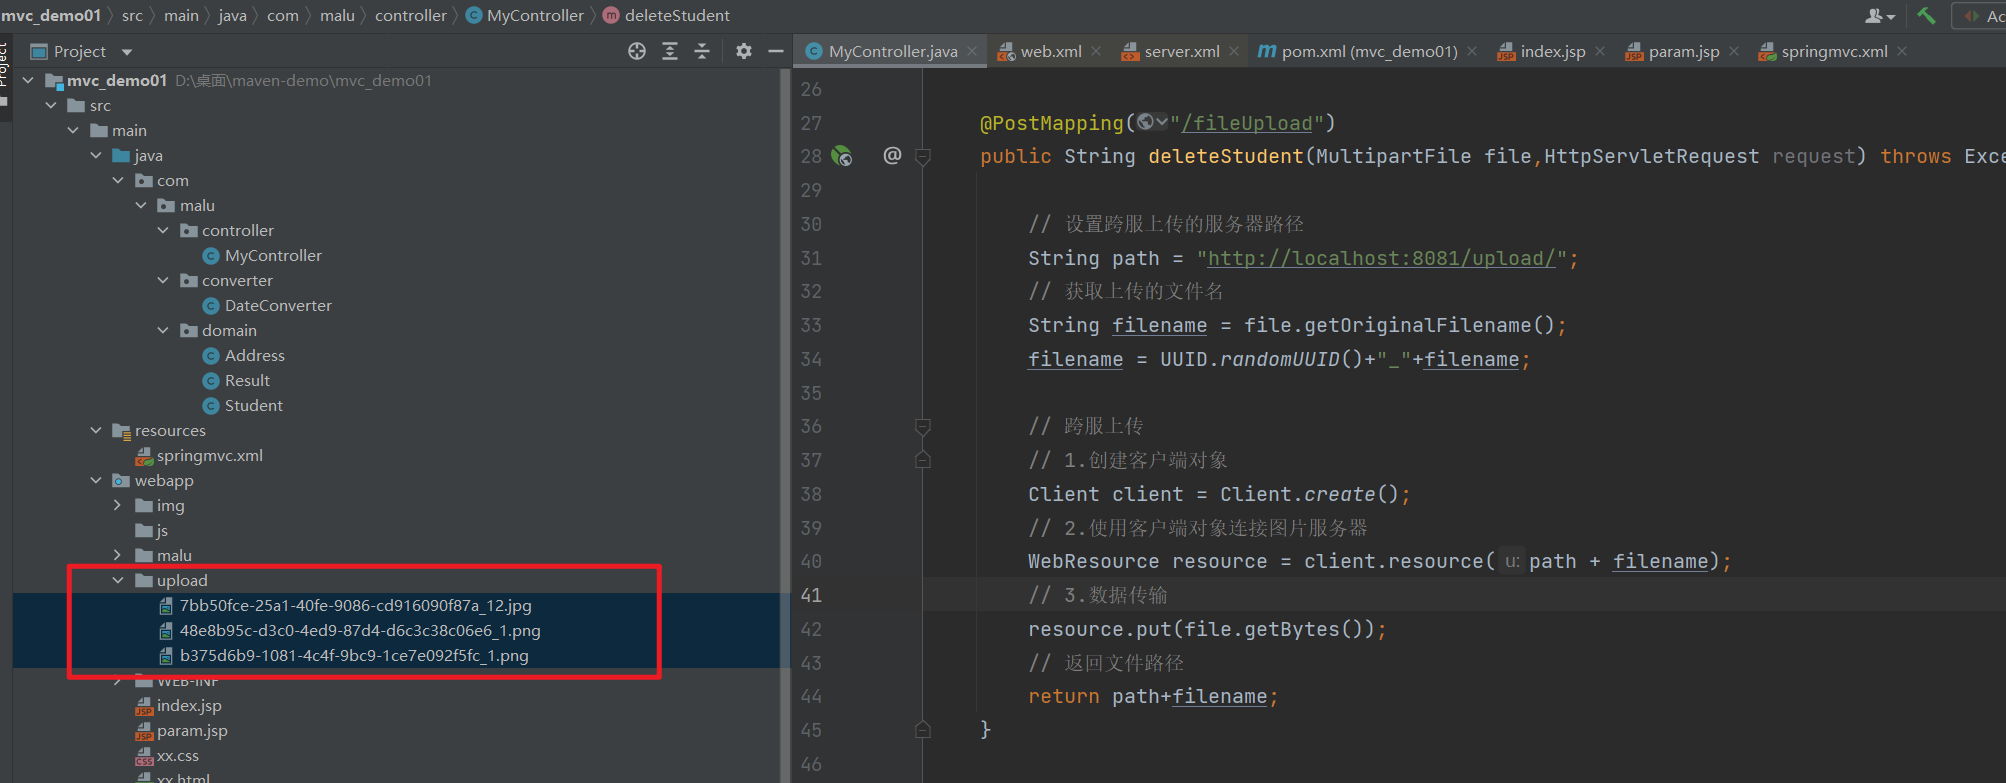 mvc_demo01 src main java com malu controller MyController deleteStudent
Project
Project
mvc_demo01 D:\桌面\maven-demo\mvc_demo01
src
main
java
com
malu
controller
MyController
converter
DateConverter
domain
Address
Result
Student
resources
springmvc.xml
webapp
img
js
malu
upload
7bb50fce-25a1-40fe-9086-cd916090f87a_12.jpg
48e8b95c-d3c0-4ed9-87d4-d6c3c38c06e6_1.png
b375d6b9-1081-4c4f-9bc9-1ce7e092f5fc_1.png
WEB-INF
index.jsp
param.jsp
xx.css
xx.html
MyController.java web.xml server.xml pom.xml (mvc_demo01) index.jsp param.jsp springmvc.xml
26
27 @PostMapping("/fileUpload")
28 public String deleteStudent(MultipartFile file,HttpServletRequest request) throws Exce
29
30 // 设置跨服上传的服务器路径
31 String path = "http://localhost:8081/upload/";
32 // 获取上传的文件名
33 String filename = file.getOriginalFilename();
34 filename = UUID.randomUUID()+"_"+filename;
35
36 // 跨服上传
37 // 1.创建客户端对象
38 Client client = Client.create();
39 // 2.使用客户端对象连接图片服务器
40 WebResource resource = client.resource( u: path + filename);
41 // 3.数据传输
42 resource.put(file.getBytes());
43 // 返回文件路径
44 return path+filename;
45 }
46